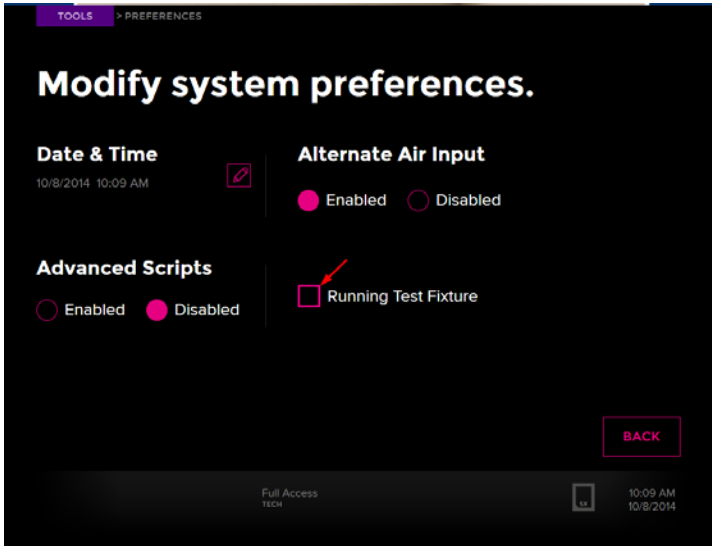 TOOLS > PREFERENCES
Modify system preferences.
Date & Time
10/8/2014 10:09 AM
Alternate Air Input
Enabled Disabled
Advanced Scripts
Enabled Disabled
Running Test Fixture
BACK
Full Access
TECH
10:09 AM
10/8/2014